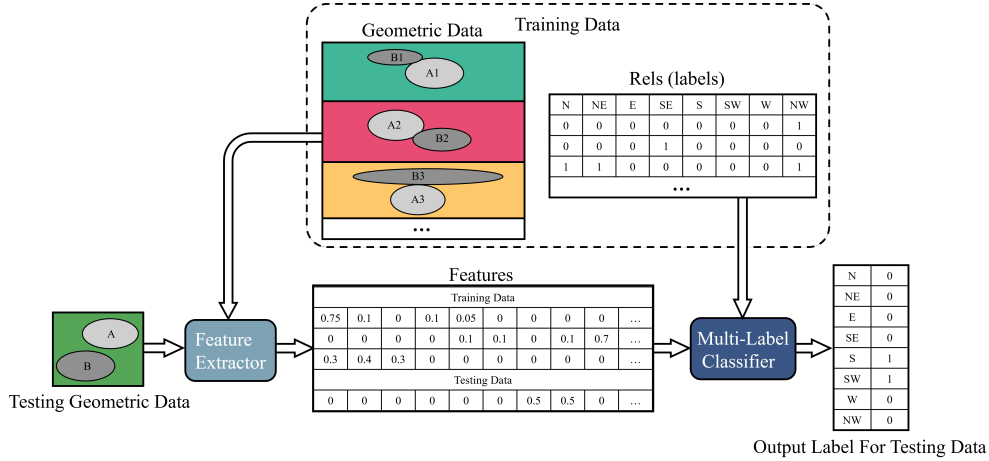 Training Data
Geometric Data
B1
A1
A2
B2
B3
A3
...
Rels (labels)
N NE E SE S SW W NW
0 0 0 0 0 0 0 1
0 0 0 1 0 0 0 0
1 1 0 0 0 0 0 1
...
Features
Training Data
0.75 0.1 0 0.1 0.05 0 0 0 0 ...
0 0 0 0 0.1 0.1 0 0.1 0.7 ...
0.3 0.4 0.3 0 0 0 0 0 0 ...
Testing Data
0 0 0 0 0 0 0.5 0.5 0 ...
A
B
Testing Geometric Data
Feature
Extractor
Multi-Label
Classifier
N 0
NE 0
E 0
SE 0
S 1
SW 1
W 0
NW 0
Output Label For Testing Data